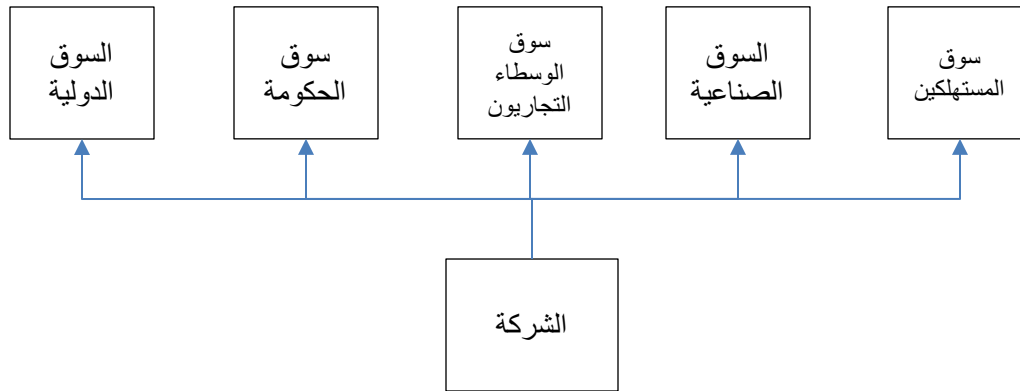 سوق
المستهلكين
السوق
الصناعية
سوق
الوسطاء
التجاريون
سوق
الحكومة
السوق
الدولية
الشركة